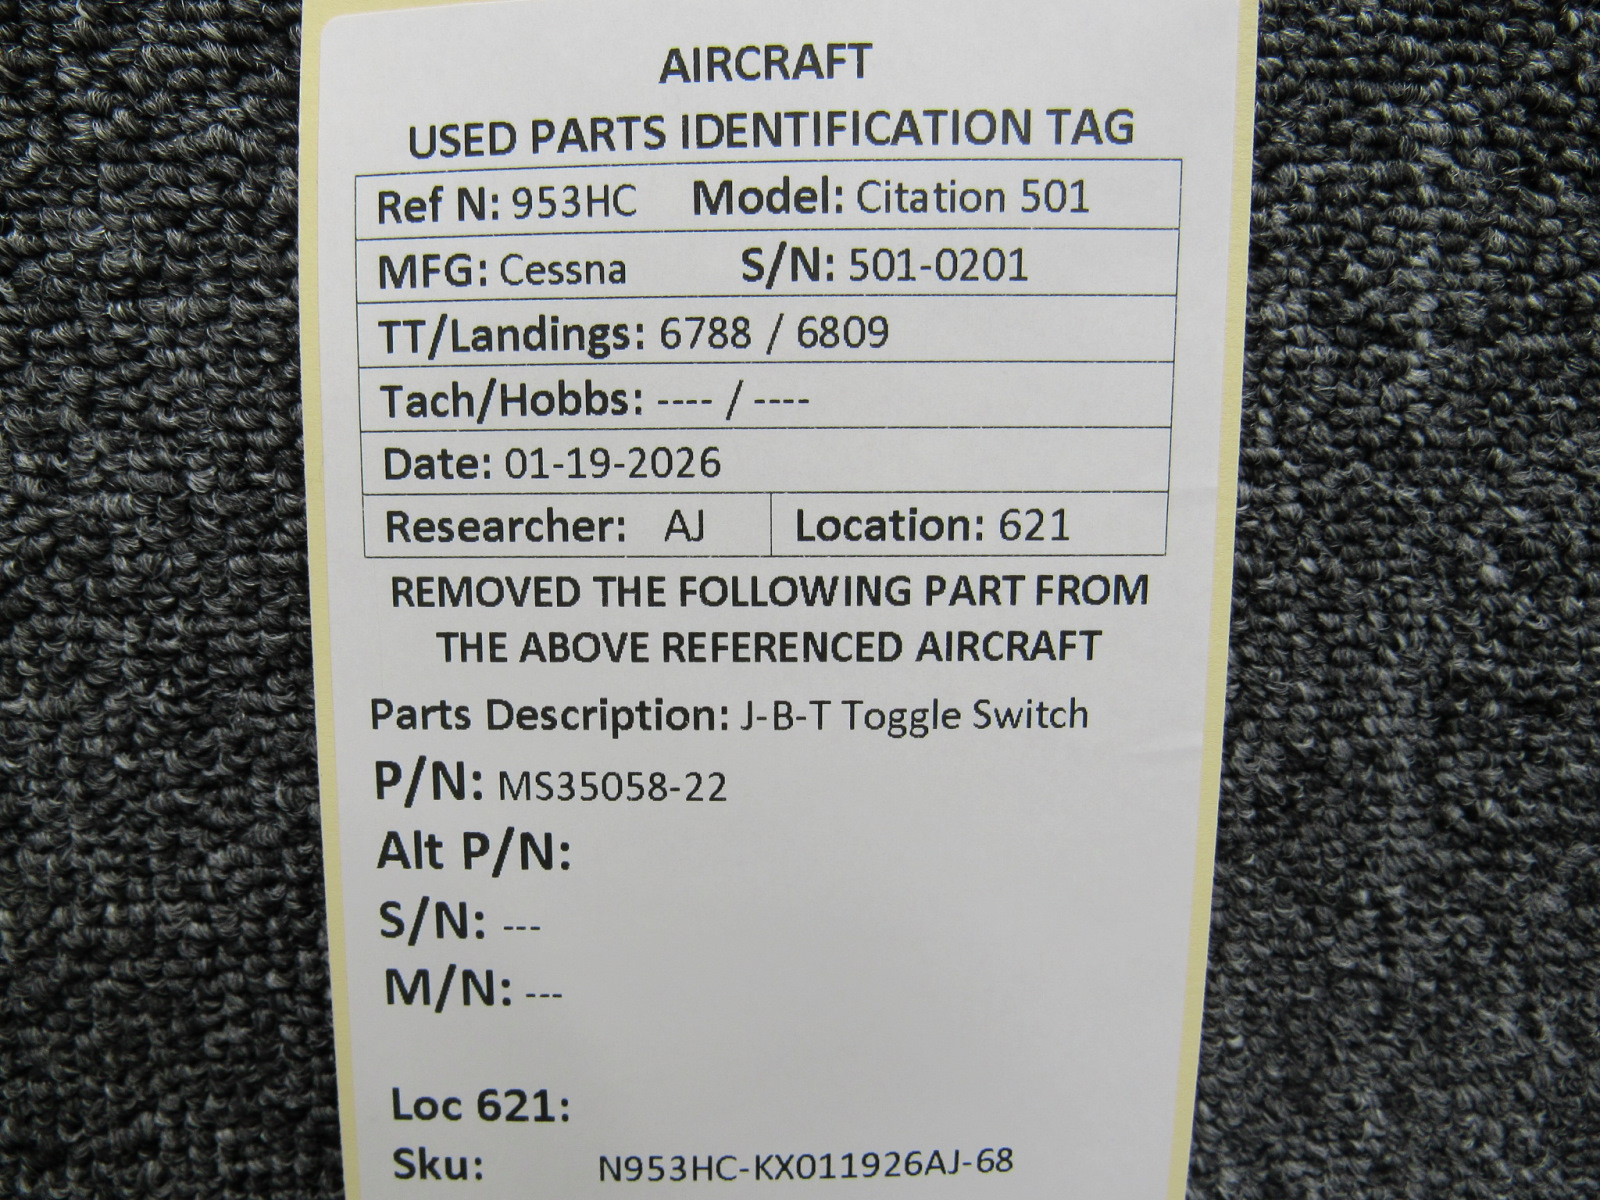 AIRCRAFT
USED PARTS IDENTIFICATION TAG
Ref N: 953HC Model: Citation 501
MFG: Cessna S/N: 501-0201
TT/Landings: 6788 / 6809
Tach/Hobbs: ---- / ----
Date: 01-19-2026
Researcher: AJ Location: 621
REMOVED THE FOLLOWING PART FROM
THE ABOVE REFERENCED AIRCRAFT
Parts Description: J-B-T Toggle Switch
P/N: MS35058-22
Alt P/N:
S/N: ---
M/N: ---
Loc 621:
Sku: N953HC-KX011926AJ-68